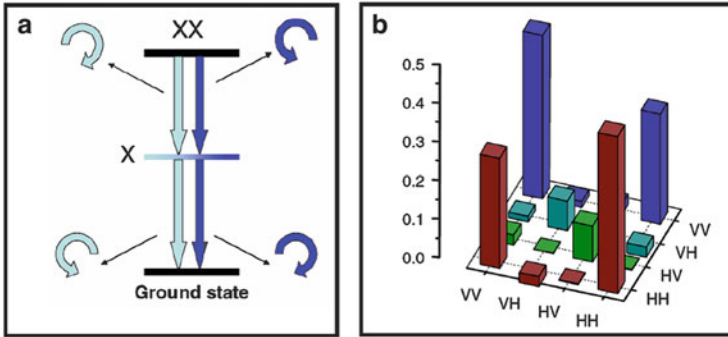 a
XX
X
Ground state
b
0.5
0.4
0.3
0.2
0.1
0.0
VV
VH
HV
HH
VV
VH
HV
HH